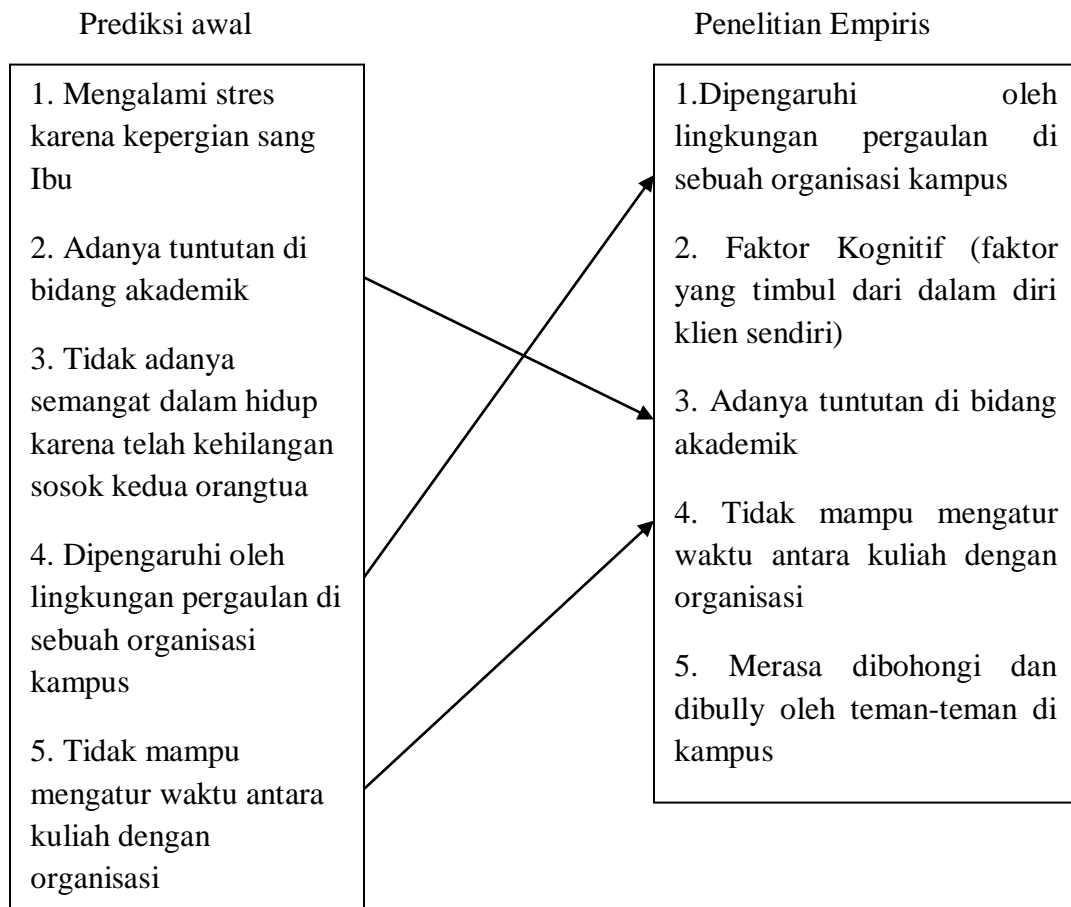 Prediksi awal
1. Mengalami stres
karena kepergian sang
Ibu
2. Adanya tuntutan di
bidang akademik
3. Tidak adanya
semangat dalam hidup
karena telah kehilangan
sosok kedua orangtua
4. Dipengaruhi oleh
lingkungan pergaulan di
sebuah organisasi
kampus
5. Tidak mampu
mengatur waktu antara
kuliah dengan
organisasi
Penelitian Empiris
1.Dipengaruhi oleh
lingkungan pergaulan di
sebuah organisasi kampus
2. Faktor Kognitif (faktor
yang timbul dari dalam diri
klien sendiri)
3. Adanya tuntutan di bidang
akademik
4. Tidak mampu mengatur
waktu antara kuliah dengan
organisasi
5. Merasa dibohongi dan
dibully oleh teman-teman di
kampus